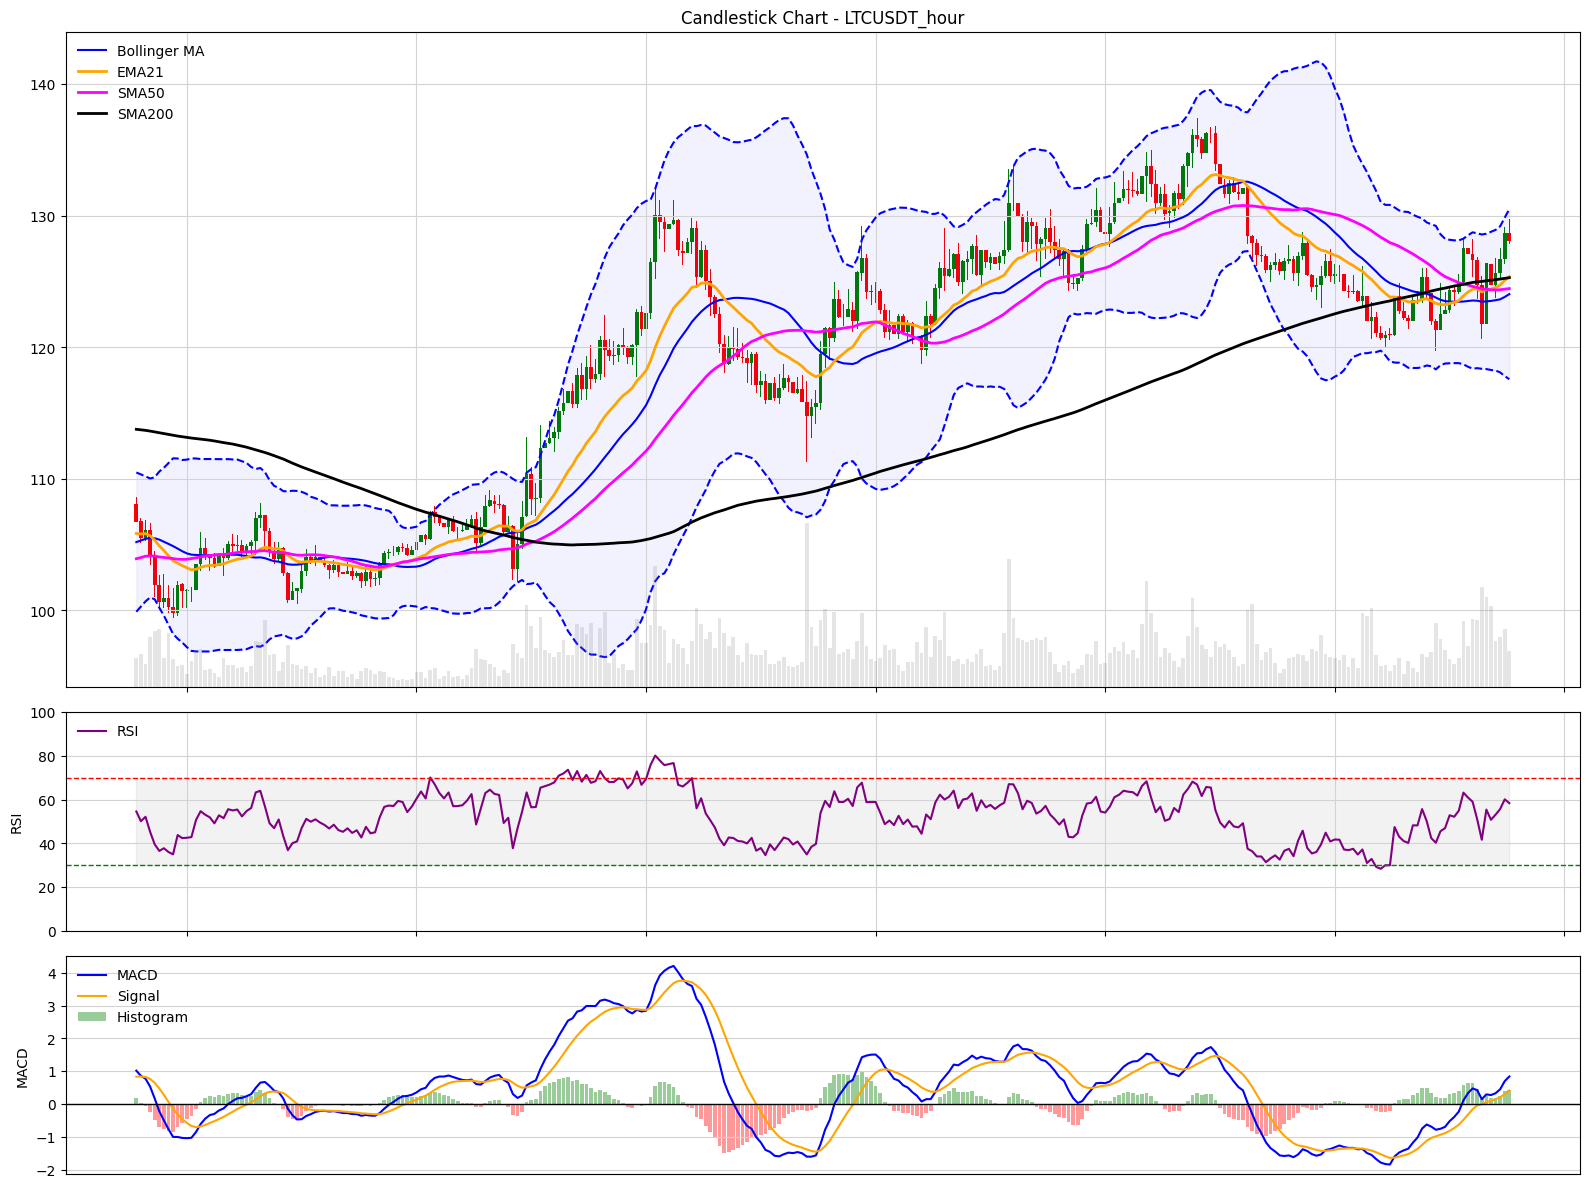 Candlestick Chart - LTCUSDT_hour
Bollinger MA
EMA21
SMA50
SMA200
140
130
120
110
100
RSI
100
80
60
40
20
0
RSI
MACD
Signal
Histogram
4
3
2
1
0
−1
−2
MACD